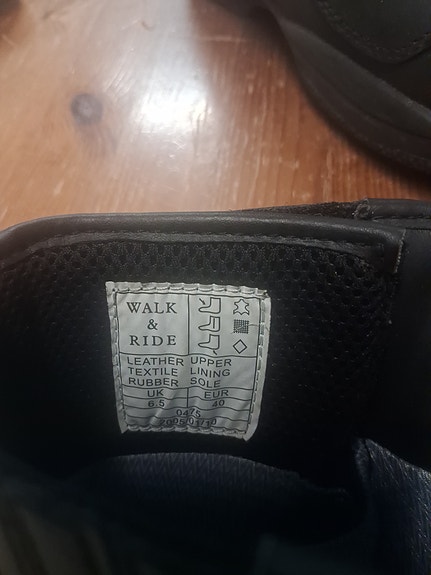 WALK
&
RIDE
LEATHER UPPER
TEXTILE LINING
RUBBER SOLE
UK EUR
6.5 40
0475